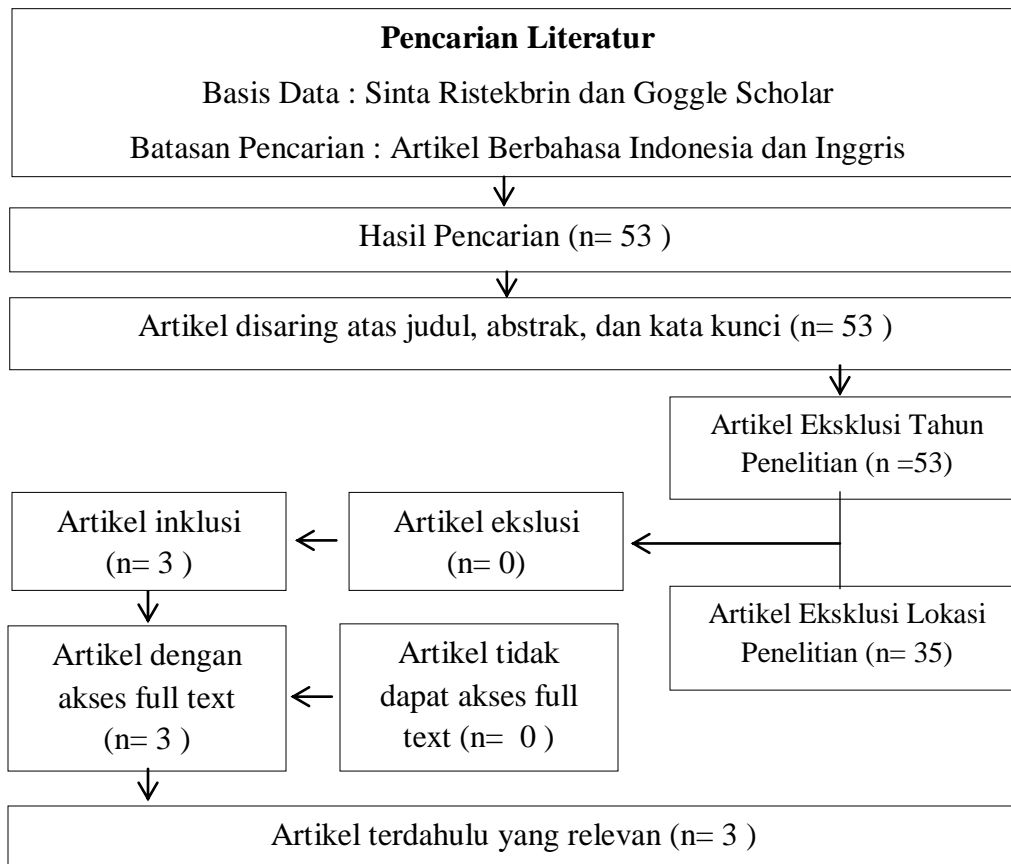 Pencarian Literatur
Basis Data : Sinta Ristekbrin dan Goggle Scholar
Batasan Pencarian : Artikel Berbahasa Indonesia dan Inggris
Hasil Pencarian (n= 53 )
Artikel disaring atas judul, abstrak, dan kata kunci (n= 53 )
Artikel Eksklusi Tahun
Penelitian (n =53)
Artikel inklusi
(n= 3 )
Artikel ekslusi
(n= 0)
Artikel Eksklusi Lokasi
Penelitian (n= 35)
Artikel dengan
akses full text
(n= 3 )
Artikel tidak
dapat akses full
text (n=  0 )
Artikel terdahulu yang relevan (n= 3 )